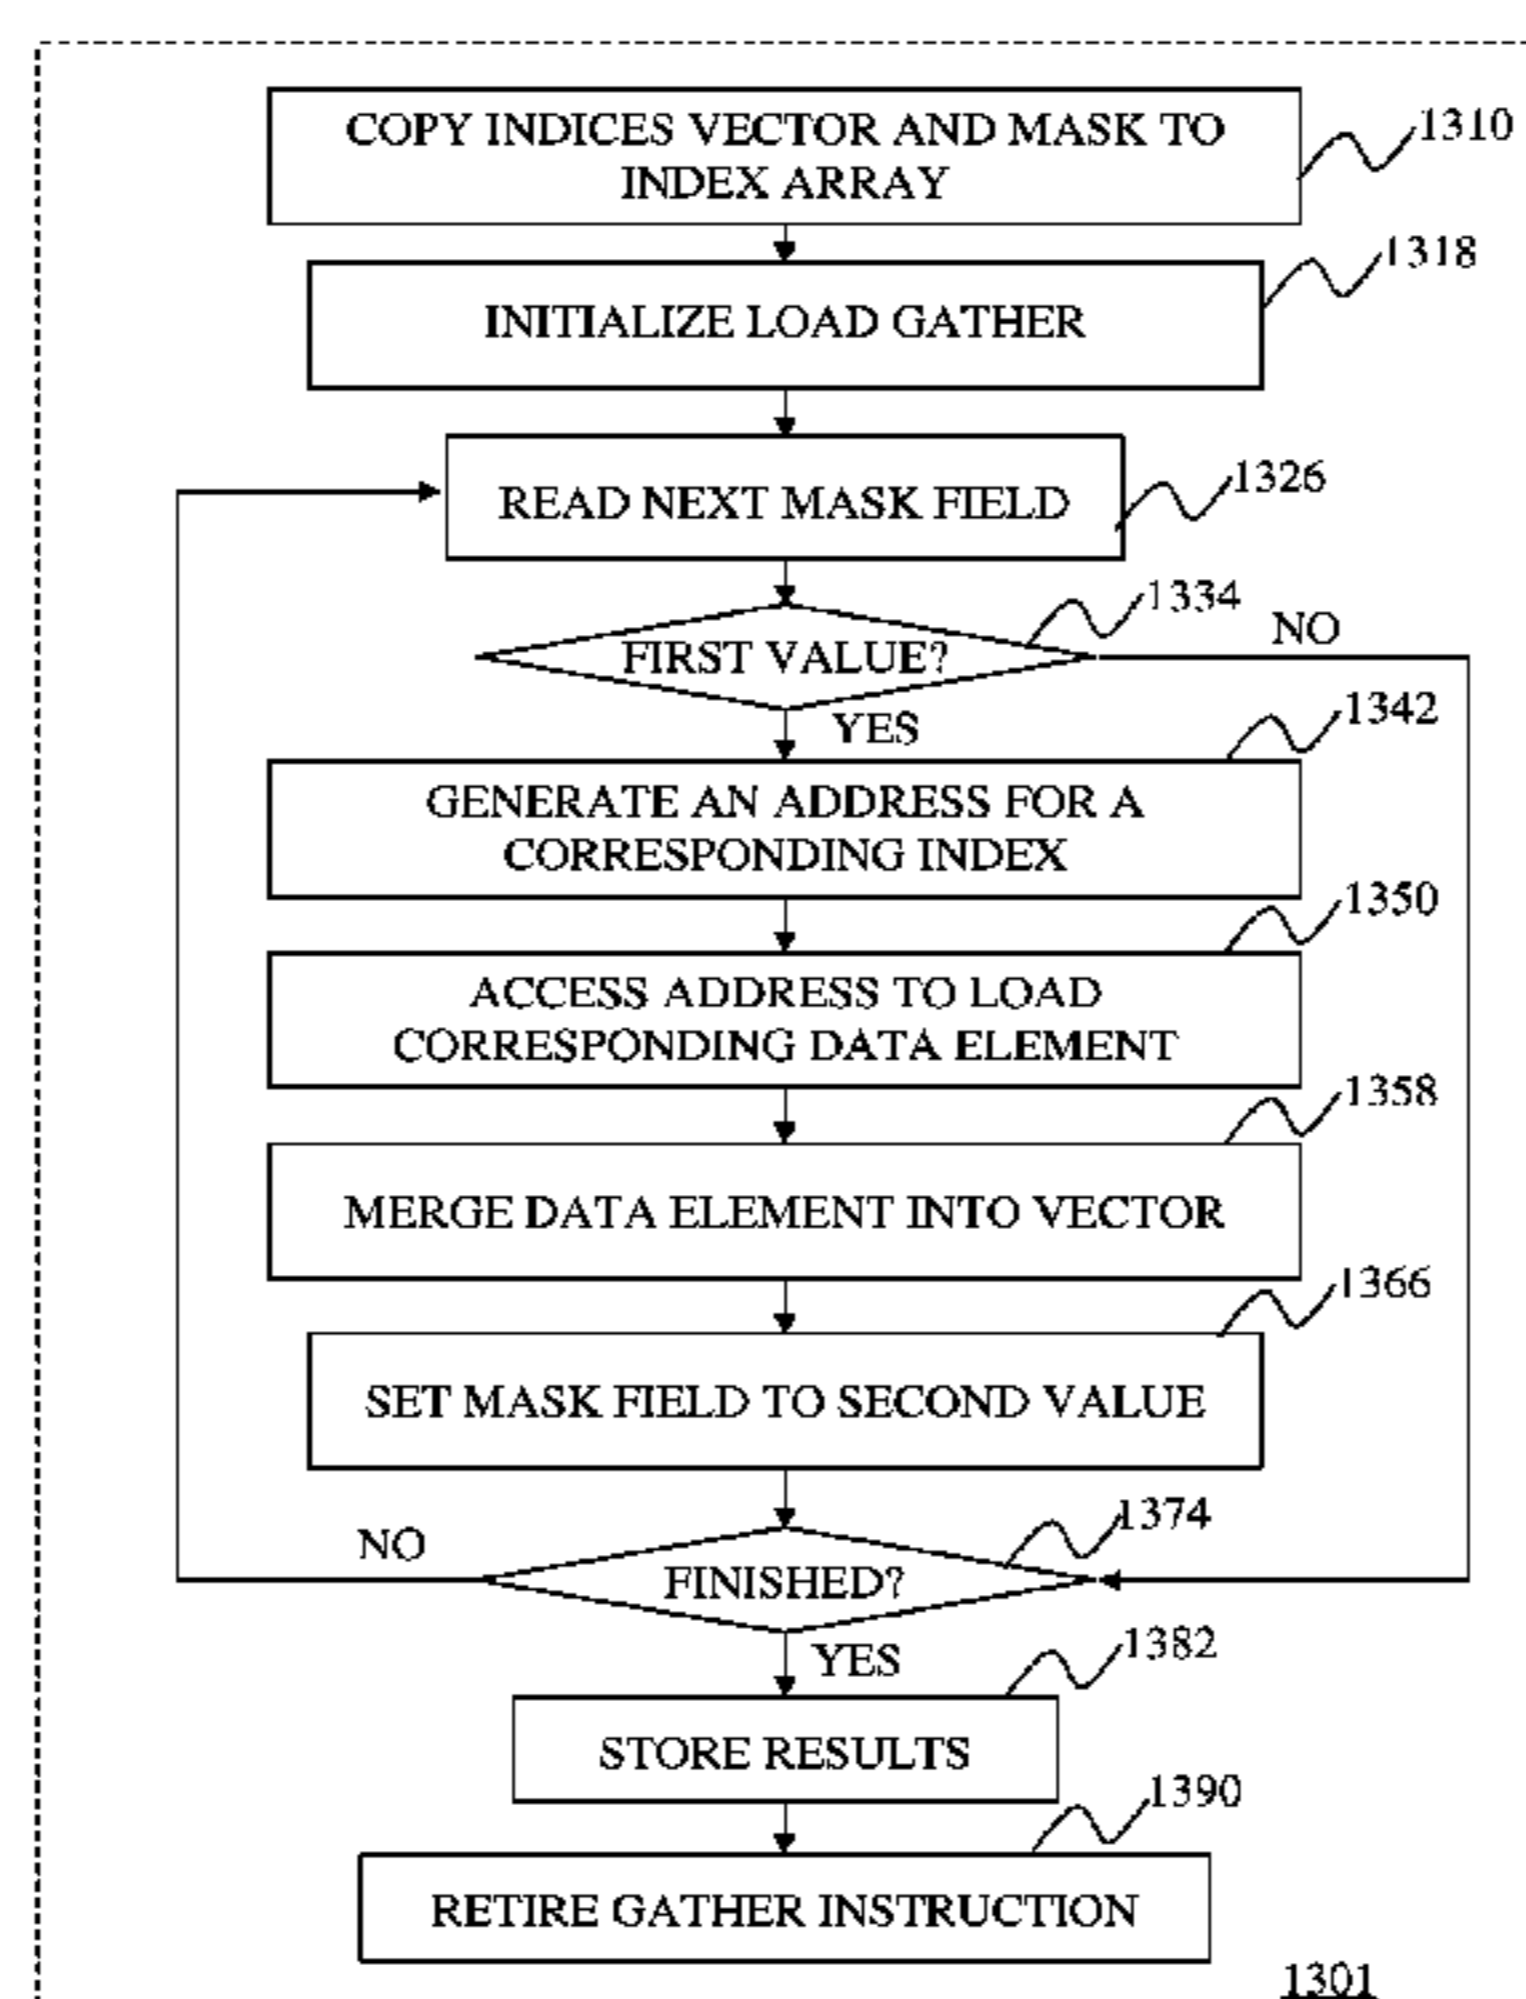 COPY INDICES VECTOR AND MASK TO
INDEX ARRAY
1310
INITIALIZE LOAD GATHER
1318
READ NEXT MASK FIELD
1326
FIRST VALUE?
1334
NO
YES
GENERATE AN ADDRESS FOR A
CORRESPONDING INDEX
1342
ACCESS ADDRESS TO LOAD
CORRESPONDING DATA ELEMENT
1350
MERGE DATA ELEMENT INTO VECTOR
1358
SET MASK FIELD TO SECOND VALUE
1366
NO
FINISHED?
1374
YES
STORE RESULTS
1382
RETIRE GATHER INSTRUCTION
1390
1301